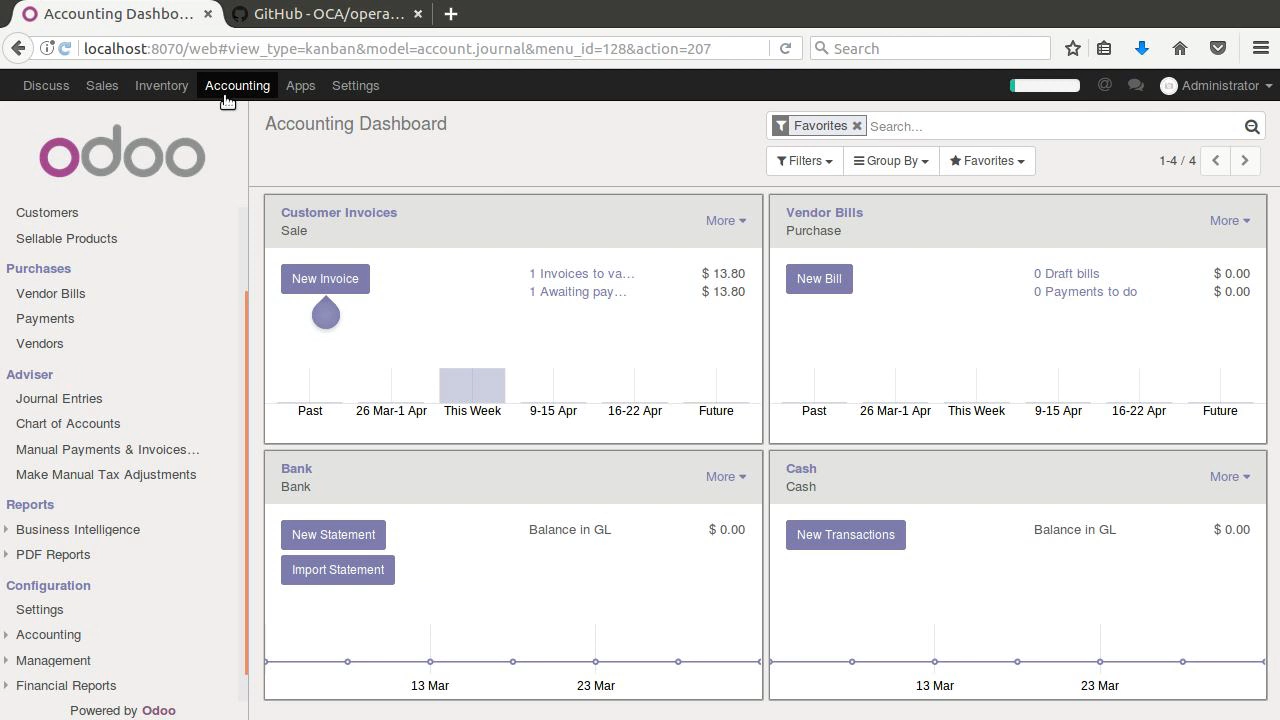 Accounting Dashbo...
GitHub - OCA/opera...
localhost:8070/web#view_type=kanban&model=account.journal&menu_id=128&action=207
Search
Discuss Sales Inventory Accounting Apps Settings
@ Administrator
odoo
Customers
Sellable Products
Purchases
Vendor Bills
Payments
Vendors
Adviser
Journal Entries
Chart of Accounts
Manual Payments & Invoices...
Make Manual Tax Adjustments
Reports
Business Intelligence
PDF Reports
Configuration
Settings
Accounting
Management
Financial Reports
Powered by Odoo
Accounting Dashboard
Favorites Search...
Filters Group By Favorites
1-4 / 4
Customer Invoices
Sale
More
New Invoice
1 Invoices to va... $ 13.80
1 Awaiting pay... $ 13.80
Past 26 Mar-1 Apr This Week 9-15 Apr 16-22 Apr Future
Vendor Bills
Purchase
More
New Bill
0 Draft bills $ 0.00
0 Payments to do $ 0.00
Past 26 Mar-1 Apr This Week 9-15 Apr 16-22 Apr Future
Bank
Bank
More
New Statement
Import Statement
Balance in GL $ 0.00
13 Mar 23 Mar
Cash
Cash
More
New Transactions
Balance in GL $ 0.00
13 Mar 23 Mar